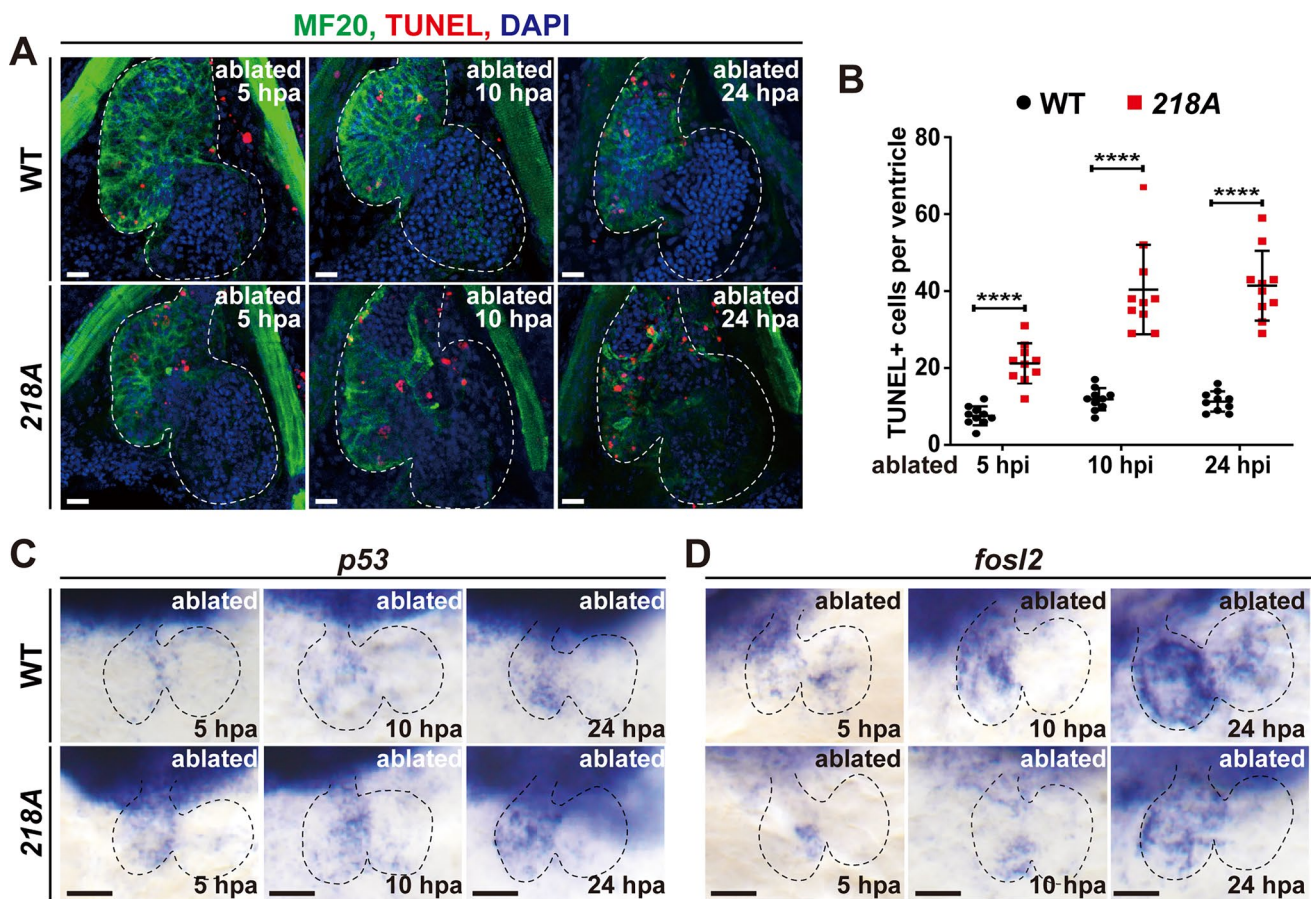 MF20, TUNEL, DAPI
A
WT
ablated
5 hpa
ablated
10 hpa
ablated
24 hpa
218A
ablated
5 hpa
ablated
10 hpa
ablated
24 hpa
B
WT 218A
TUNEL+ cells per ventricle
80
60
40
20
0
****
****
****
ablated 5 hpi 10 hpi 24 hpi
C
p53
WT
ablated
5 hpa
ablated
10 hpa
ablated
24 hpa
218A
ablated
5 hpa
ablated
10 hpa
ablated
24 hpa
D
fosl2
ablated
5 hpa
ablated
10 hpa
ablated
24 hpa
ablated
5 hpa
ablated
10 hpa
ablated
24 hpa